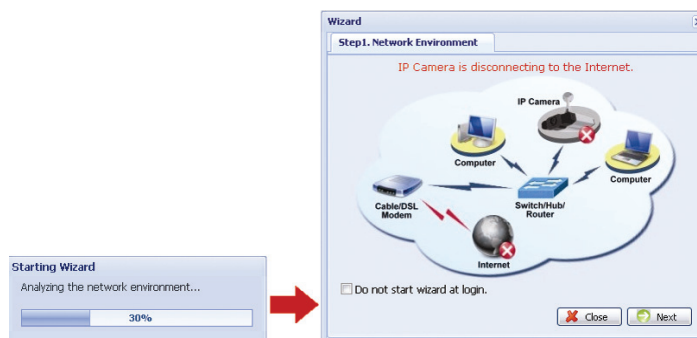 Starting Wizard
Analyzing the network environment...
30%
Wizard
Step1. Network Environment
IP Camera is disconnecting to the Internet.
IP Camera
Computer
Computer
Cable/DSL
Modem
Switch/Hub/
Router
Internet
Do not start wizard at login.
Close
Next